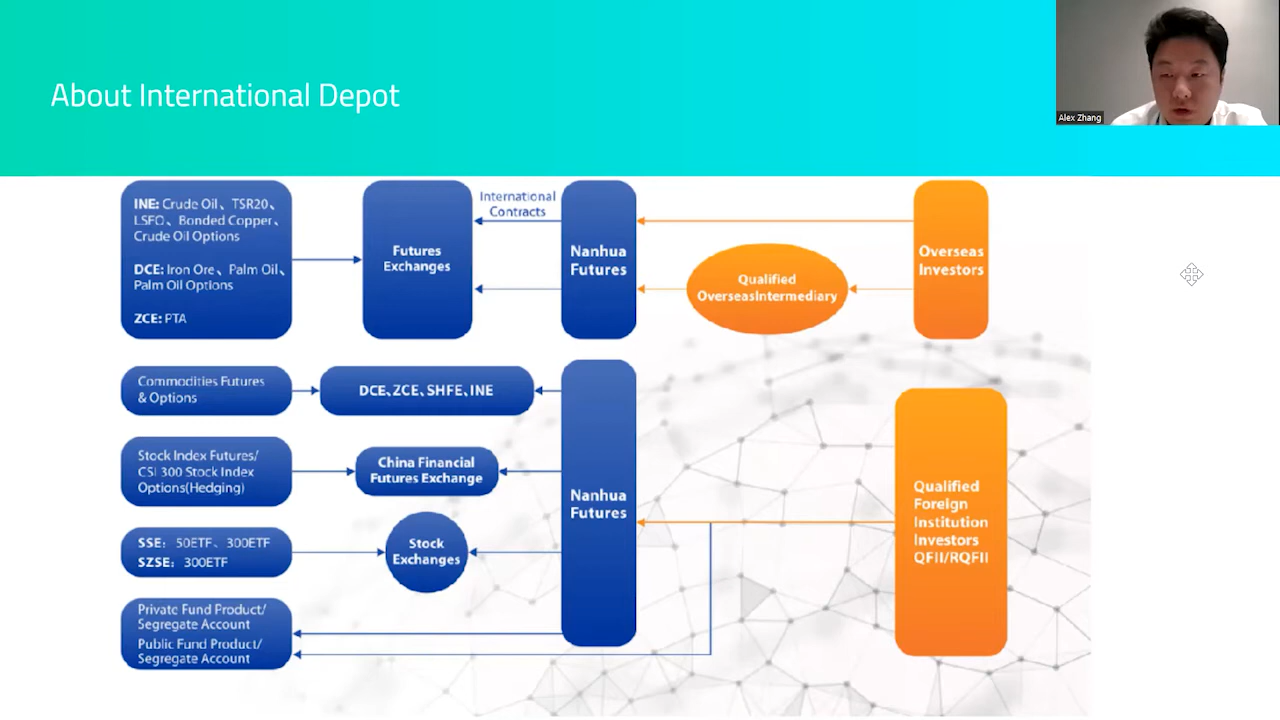 About International Depot
Alex Zhang
INE: Crude Oil、TSR20、
LSFO、Bonded Copper、
Crude Oil Options
DCE: Iron Ore、Palm Oil、
Palm Oil Options
ZCE: PTA
Futures
Exchanges
International
Contracts
Nanhua
Futures
Qualified
OverseasIntermediary
Overseas
Investors
Commodities Futures
& Options
DCE、ZCE、SHFE、INE
Stock Index Futures/
CSI 300 Stock Index
Options(Hedging)
China Financial
Futures Exchange
Nanhua
Futures
Qualified
Foreign
Institution
Investors
QFII/RQFII
SSE：50ETF、300ETF
SZSE：300ETF
Stock
Exchanges
Private Fund Product/
Segregate Account
Public Fund Product/
Segregate Account